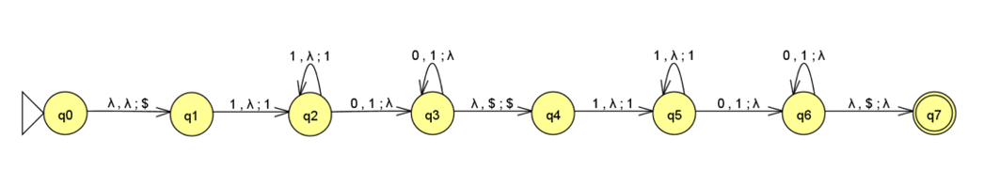 1 , λ ; 1
0 , 1 ; λ
1 , λ ; 1
0 , 1 ; λ
q0
λ , λ ; $
q1
1 , λ ; 1
q2
0 , 1 ; λ
q3
λ , $ ; $
q4
1 , λ ; 1
q5
0 , 1 ; λ
q6
λ , $ ; λ
q7